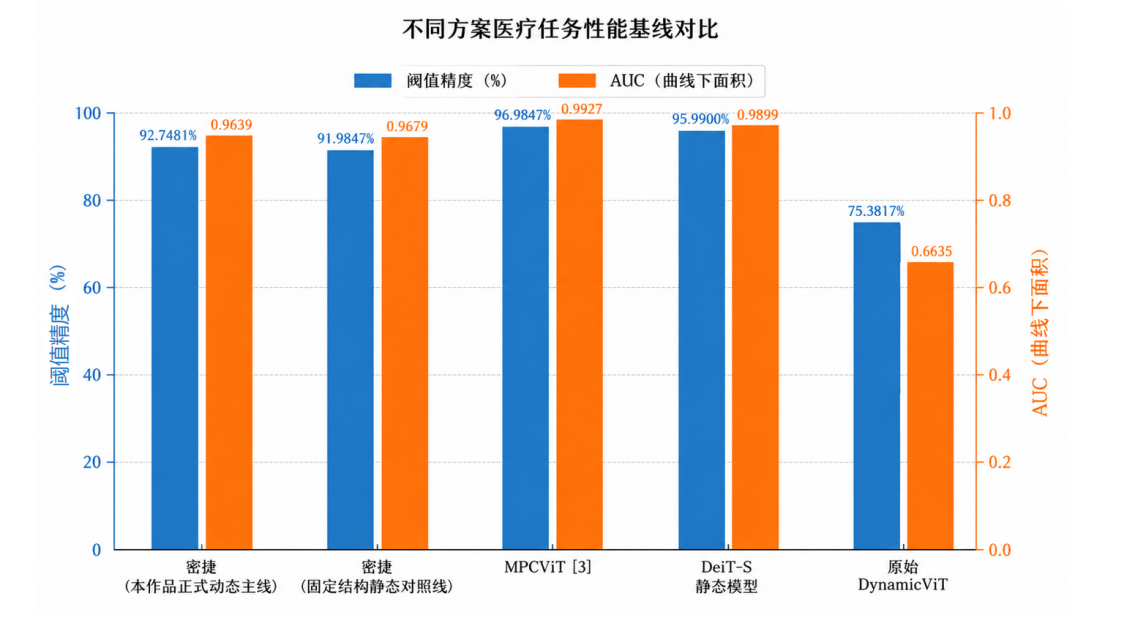 不同方案医疗任务性能基线对比
阈值精度（%） AUC（曲线下面积）
100 1.0
80 0.8
60 0.6
40 0.4
20 0.2
0 0.0
阈值精度（%）
AUC（曲线下面积）
92.7481% 0.9639
91.9847% 0.9679
96.9847% 0.9927
95.9900% 0.9899
75.3817% 0.6635
密捷
（本作品正式动态主线）
密捷
（固定结构静态对照线）
MPCViT [3]
DeiT-S
静态模型
原始
DynamicViT